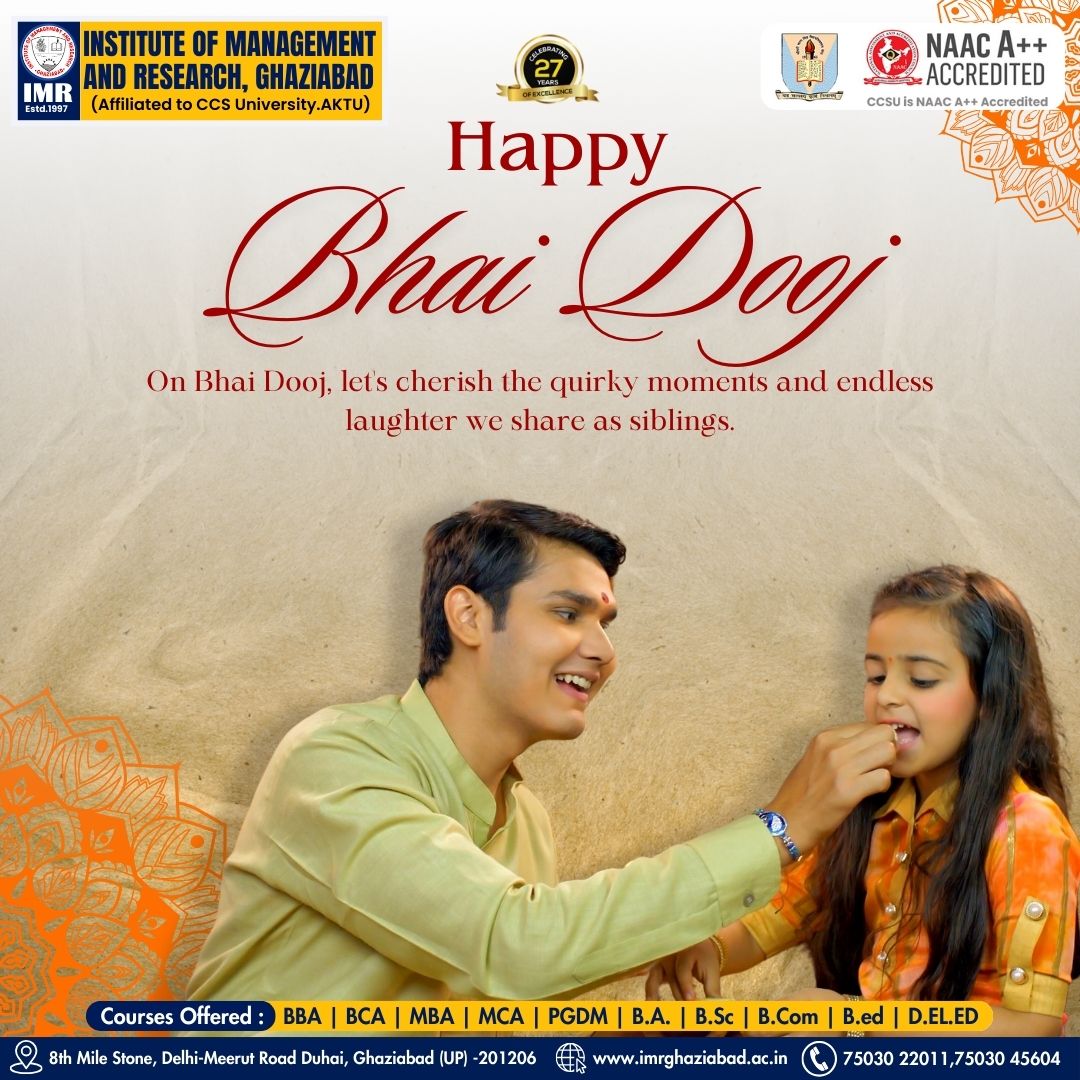 INSTITUTE OF MANAGEMENT
AND RESEARCH, GHAZIABAD
(Affiliated to CCS University.AKTU)
IMR
Estd.1997
CELEBRATING
27
YEARS
OF EXCELLENCE
NAAC
NAAC A++
ACCREDITED
CCSU is NAAC A++ Accredited
Happy
Bhai Dooj
On Bhai Dooj, let's cherish the quirky moments and endless
laughter we share as siblings.
Courses Offered : BBA | BCA | MBA | MCA | PGDM | B.A. | B.Sc | B.Com | B.ed | D.EL.ED
8th Mile Stone, Delhi-Meerut Road Duhai, Ghaziabad (UP) -201206 www.imrghaziabad.ac.in 75030 22011,75030 45604